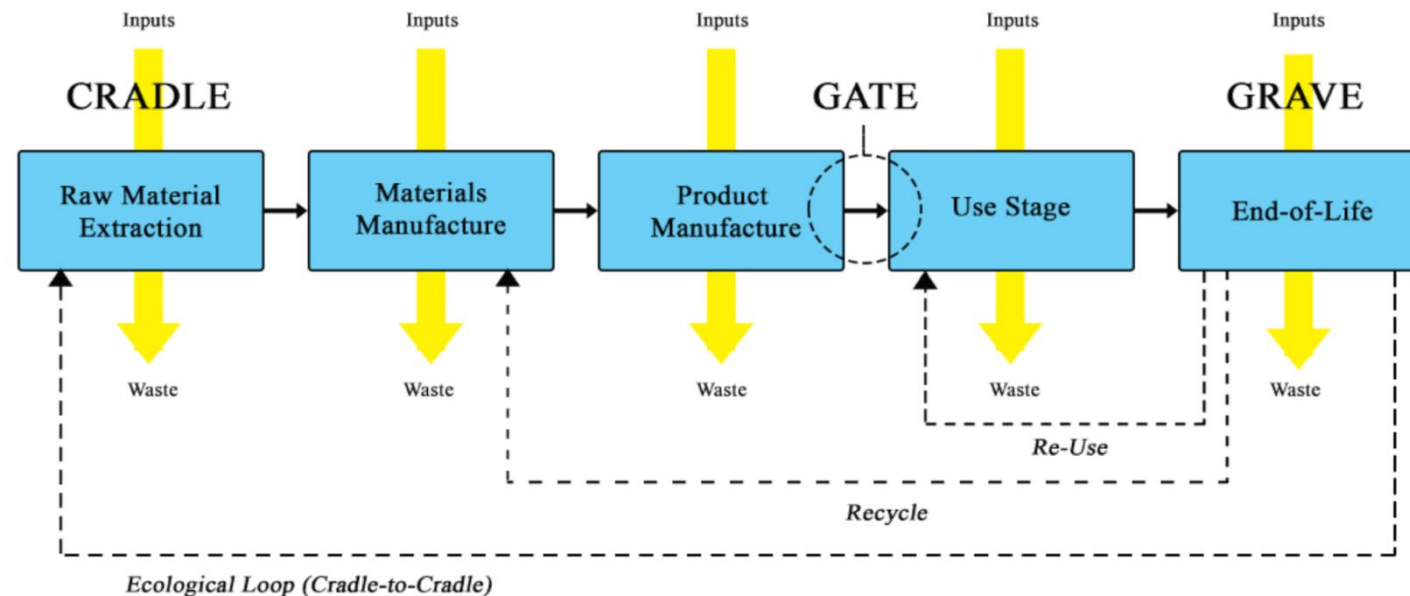 Inputs
Inputs
Inputs
Inputs
Inputs
CRADLE
GATE
GRAVE
Raw Material
Extraction
Materials
Manufacture
Product
Manufacture
Use Stage
End-of-Life
Waste
Waste
Waste
Waste
Waste
Re-Use
Recycle
Ecological Loop (Cradle-to-Cradle)